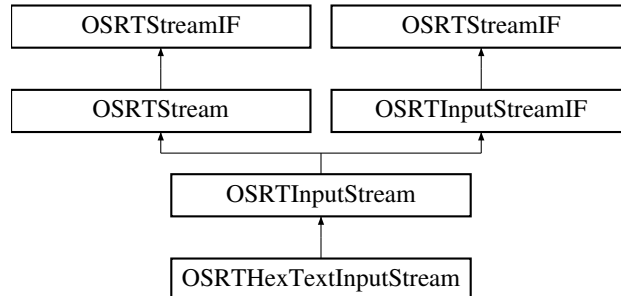 OSRTStreamIF OSRTStreamIF
OSRTStream OSRTInputStreamIF
OSRTInputStream
OSRTHexTextInputStream